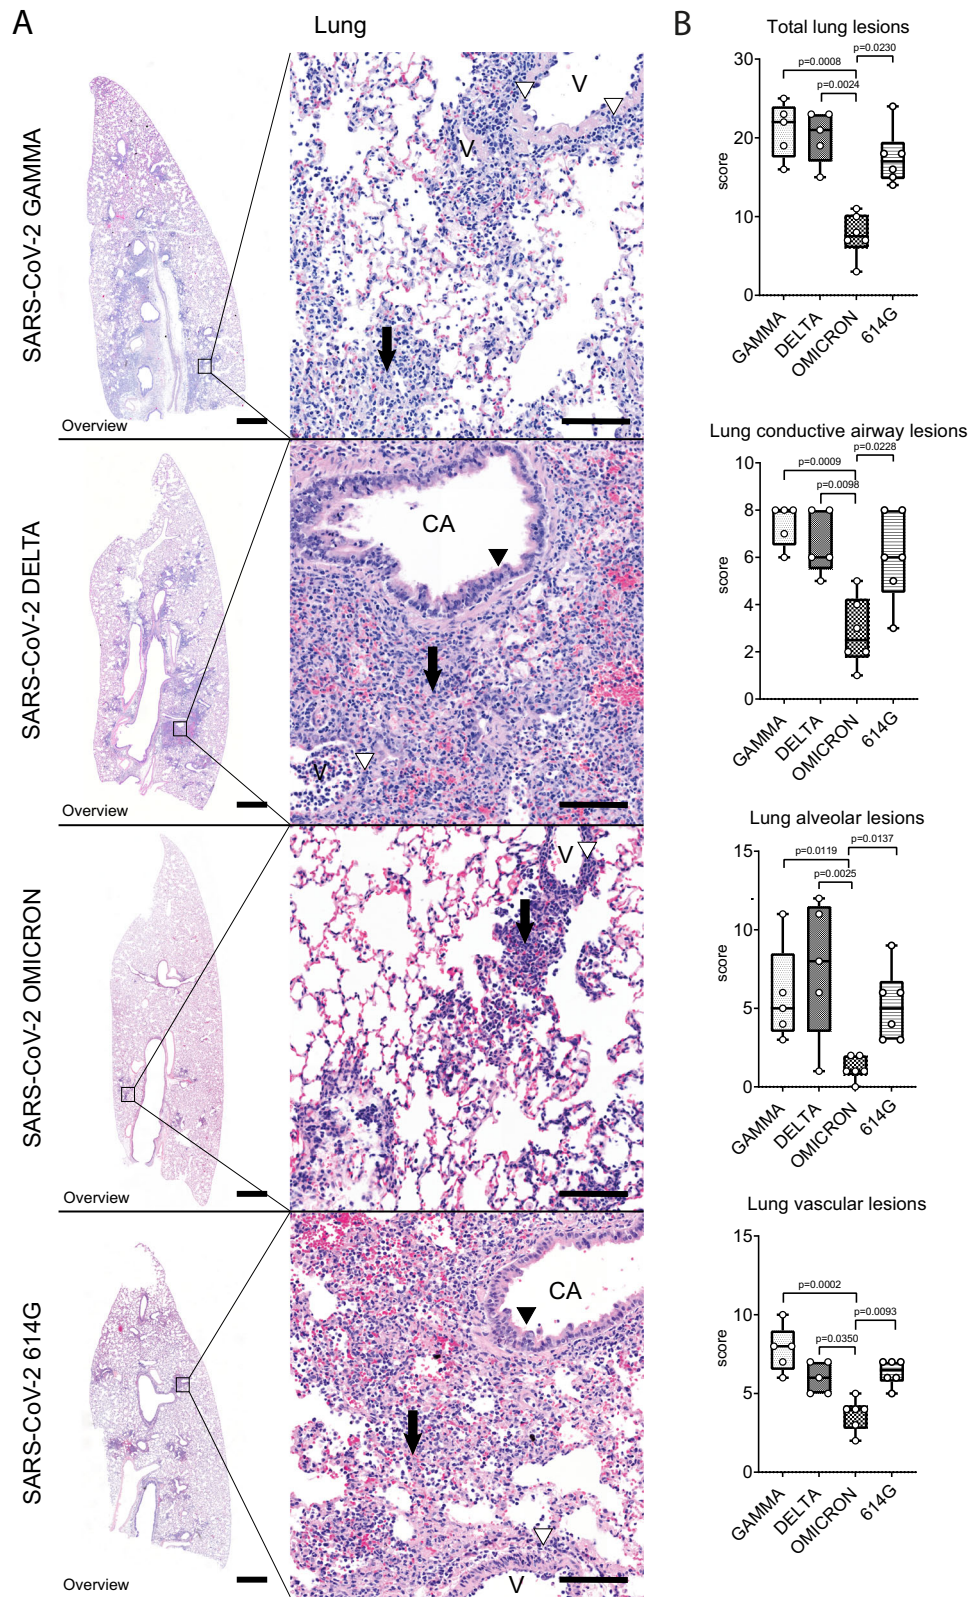 A
Lung
SARS-CoV-2 GAMMA
Overview
V
V
SARS-CoV-2 DELTA
Overview
CA
V
SARS-CoV-2 OMICRON
Overview
V
SARS-CoV-2 614G
Overview
CA
V
B
Total lung lesions
p=0.0230
p=0.0008
p=0.0024
score
30
20
10
0
GAMMA
DELTA
OMICRON
614G
Lung conductive airway lesions
p=0.0228
p=0.0009
p=0.0098
score
10
8
6
4
2
0
GAMMA
DELTA
OMICRON
614G
Lung alveolar lesions
p=0.0137
p=0.0119
p=0.0025
score
15
10
5
0
GAMMA
DELTA
OMICRON
614G
Lung vascular lesions
p=0.0002
p=0.0093
p=0.0350
score
15
10
5
0
GAMMA
DELTA
OMICRON
614G